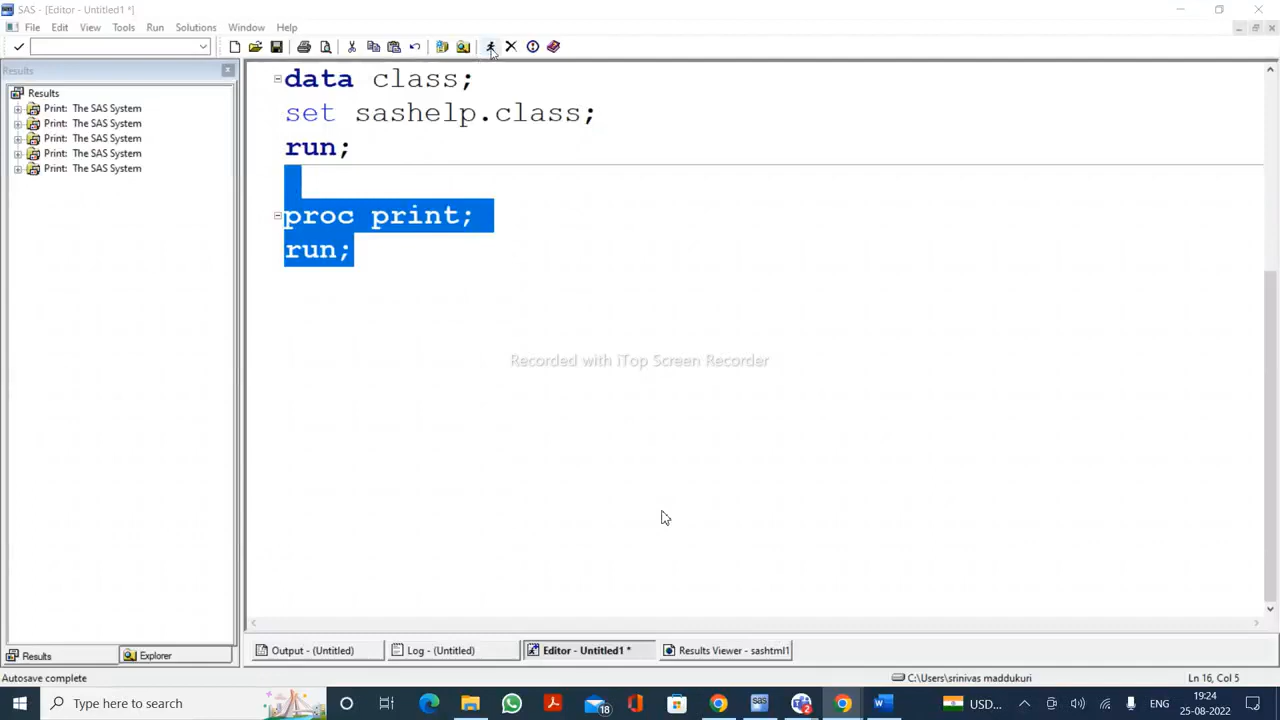 SAS - [Editor - Untitled1 *]
File Edit View Tools Run Solutions Window Help
Results
Results
Print: The SAS System
Print: The SAS System
Print: The SAS System
Print: The SAS System
Print: The SAS System
data class;
set sashelp.class;
run;
proc print;
run;
Recorded with iTop Screen Recorder
Results Explorer
Output - (Untitled) Log - (Untitled) Editor - Untitled1 * Results Viewer - sashtml1
Autosave complete C:\Users\srinivas maddukuri Ln 16, Col 5
Type here to search 18 2 USD... ENG 19:24
25-08-2022